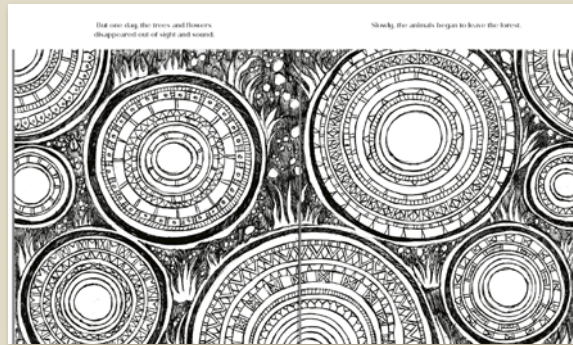 But one day, the trees and flowers
disappeared out of sight and sound.
Slowly, the animals began to leave the forest.